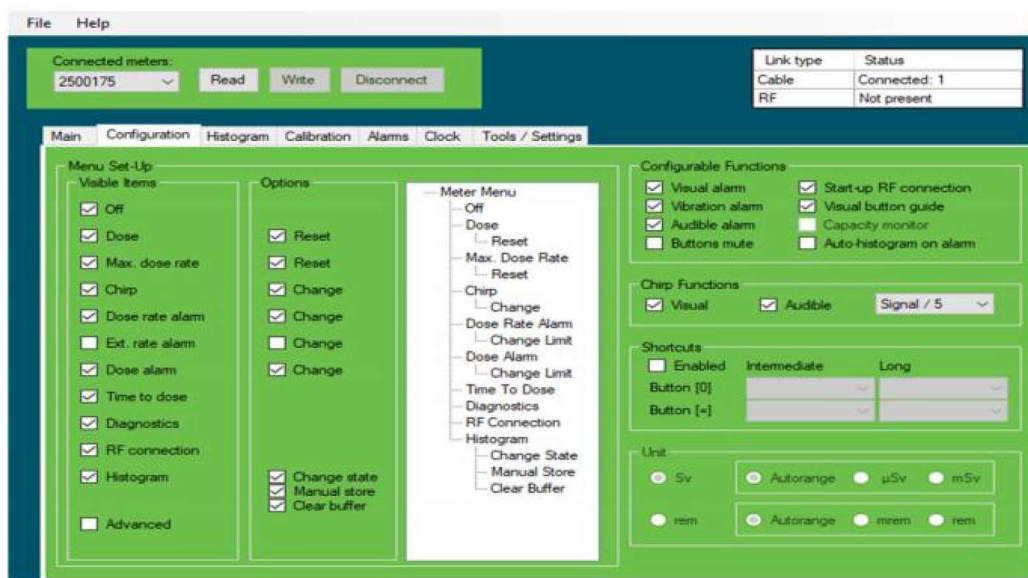 File Help
Connected meters:
2500175 Read Write Disconnect
Link type Status
Cable Connected: 1
RF Not present
Main Configuration Histogram Calibration Alarms Clock Tools / Settings
Menu Set-Up
Visible Items
Off
Dose
Max. dose rate
Chirp
Dose rate alarm
Ext. rate alarm
Dose alarm
Time to dose
Diagnostics
RF connection
Histogram
Advanced
Options
Reset
Reset
Change
Change
Change
Change
Change state
Manual store
Clear buffer
Meter Menu
Off
Dose
Reset
Max. Dose Rate
Reset
Chirp
Change
Dose Rate Alarm
Change Limit
Dose Alarm
Change Limit
Time To Dose
Diagnostics
RF Connection
Histogram
Change State
Manual Store
Clear Buffer
Configurable Functions
Visual alarm Start-up RF connection
Vibration alarm Visual button guide
Audible alarm Capacity monitor
Buttons mute Auto-histogram on alarm
Chirp Functions
Visual Audible Signal / 5
Shortcuts
Enabled Intermediate Long
Button [0]
Button [=]
Unit
Sv Autorange µSv mSv
rem Autorange mrem rem